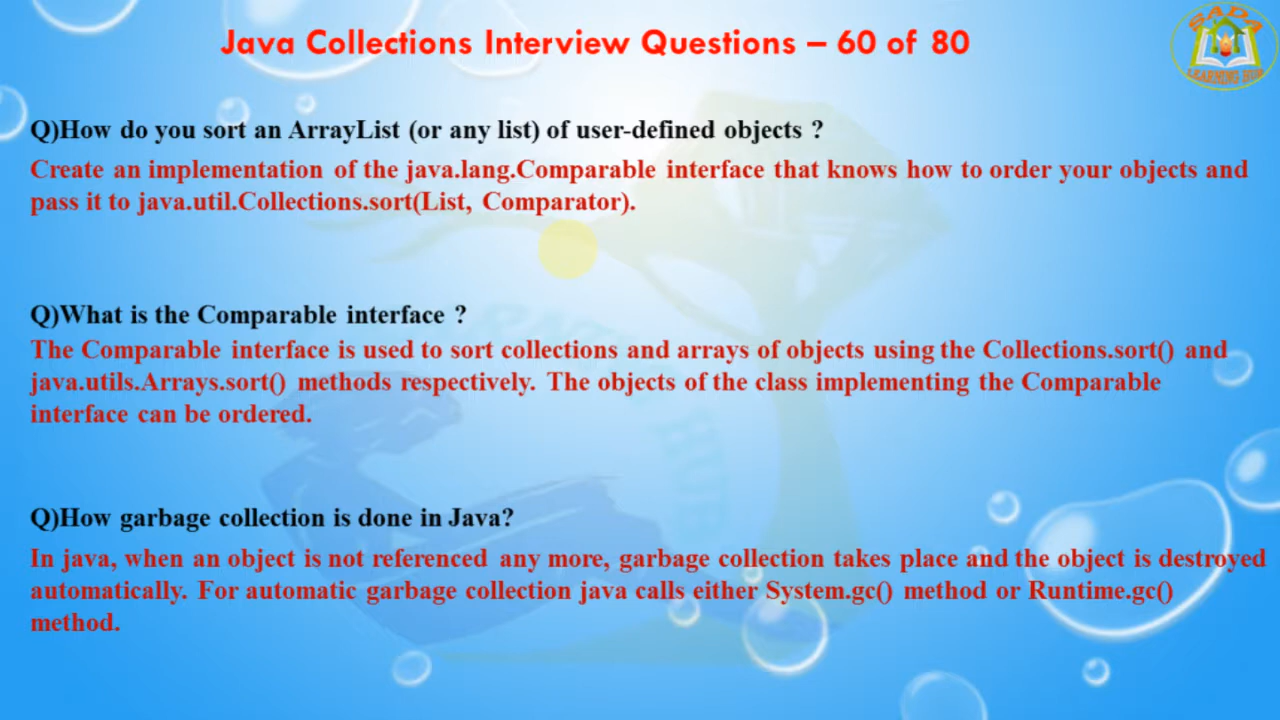 Java Collections Interview Questions – 60 of 80
SADA
LEARNING HUB
Q)How do you sort an ArrayList (or any list) of user-defined objects ?
Create an implementation of the java.lang.Comparable interface that knows how to order your objects and
pass it to java.util.Collections.sort(List, Comparator).
Q)What is the Comparable interface ?
The Comparable interface is used to sort collections and arrays of objects using the Collections.sort() and
java.utils.Arrays.sort() methods respectively. The objects of the class implementing the Comparable
interface can be ordered.
Q)How garbage collection is done in Java?
In java, when an object is not referenced any more, garbage collection takes place and the object is destroyed
automatically. For automatic garbage collection java calls either System.gc() method or Runtime.gc()
method.